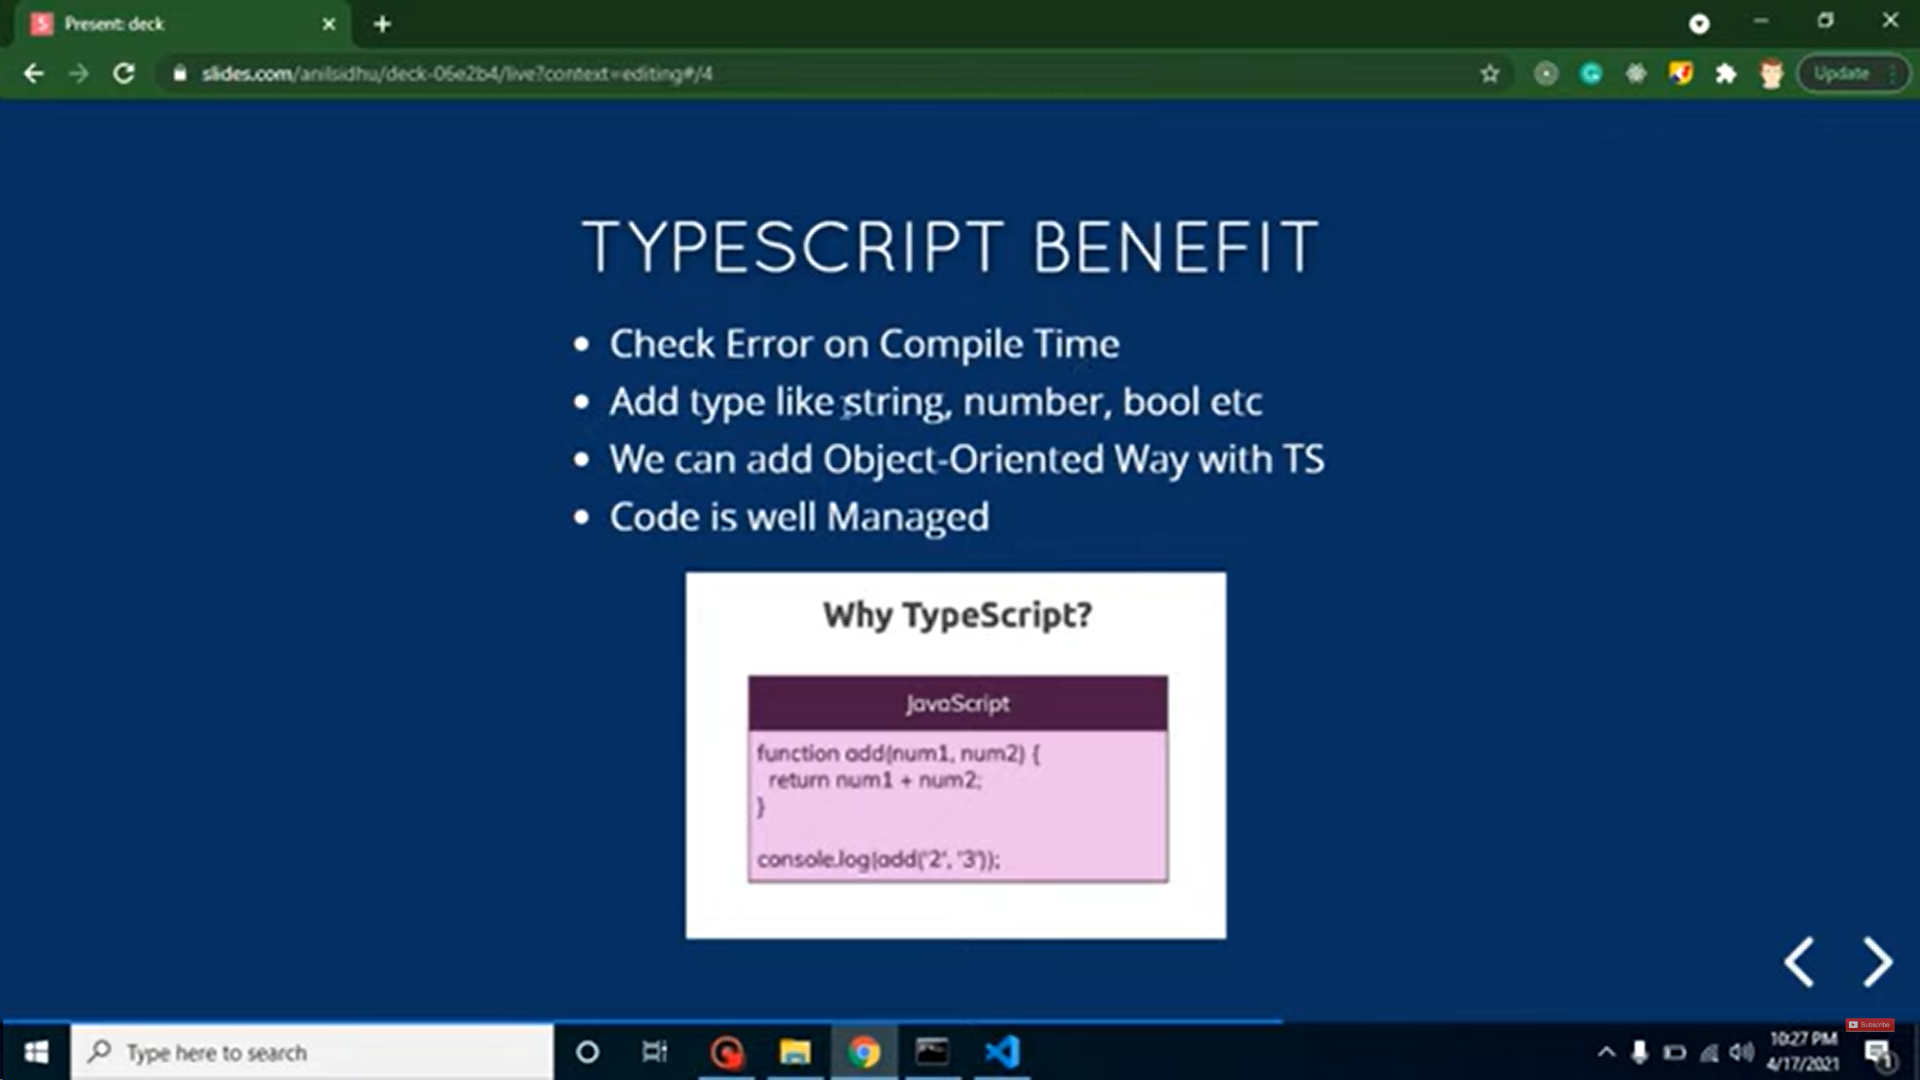 Present: deck
slides.com/anilsidhu/deck-06e2b4/live?context=editing#/4
Update
TYPESCRIPT BENEFIT
Check Error on Compile Time
Add type like string, number, bool etc
We can add Object-Oriented Way with TS
Code is well Managed
Why TypeScript?
JavaScript
function add(num1, num2) {
return num1 + num2;
}
console.log(add('2', '3'));
Subscribe
Type here to search
10:27 PM
4/17/2021